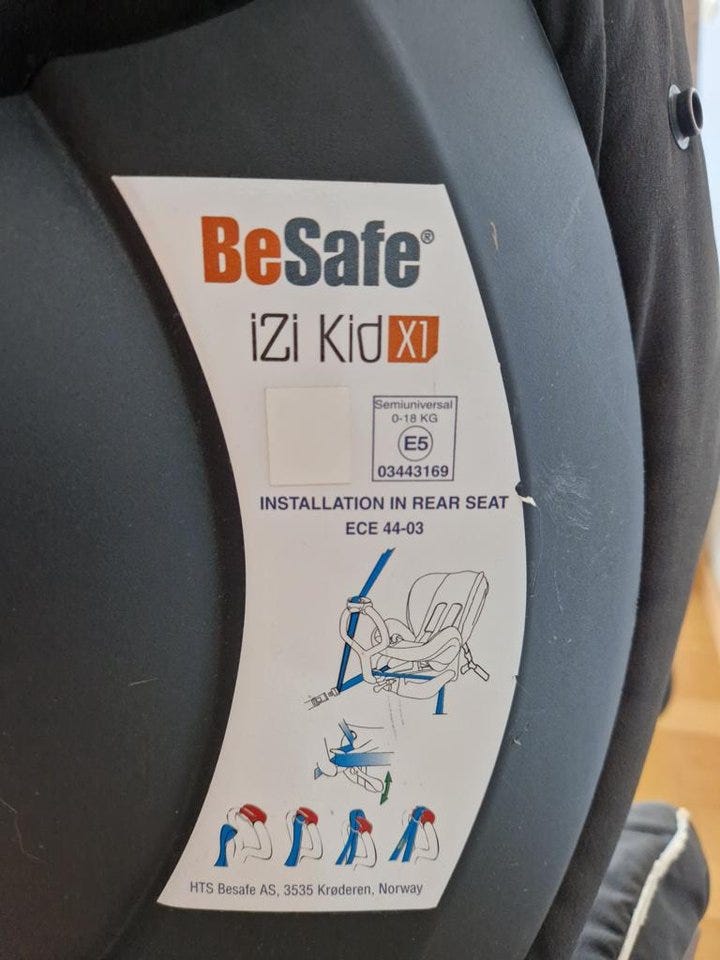 BeSafe®
iZi Kid X1
Semiuniversal
0-18 KG
E5
03443169
INSTALLATION IN REAR SEAT
ECE 44-03
HTS Besafe AS, 3535 Krøderen, Norway